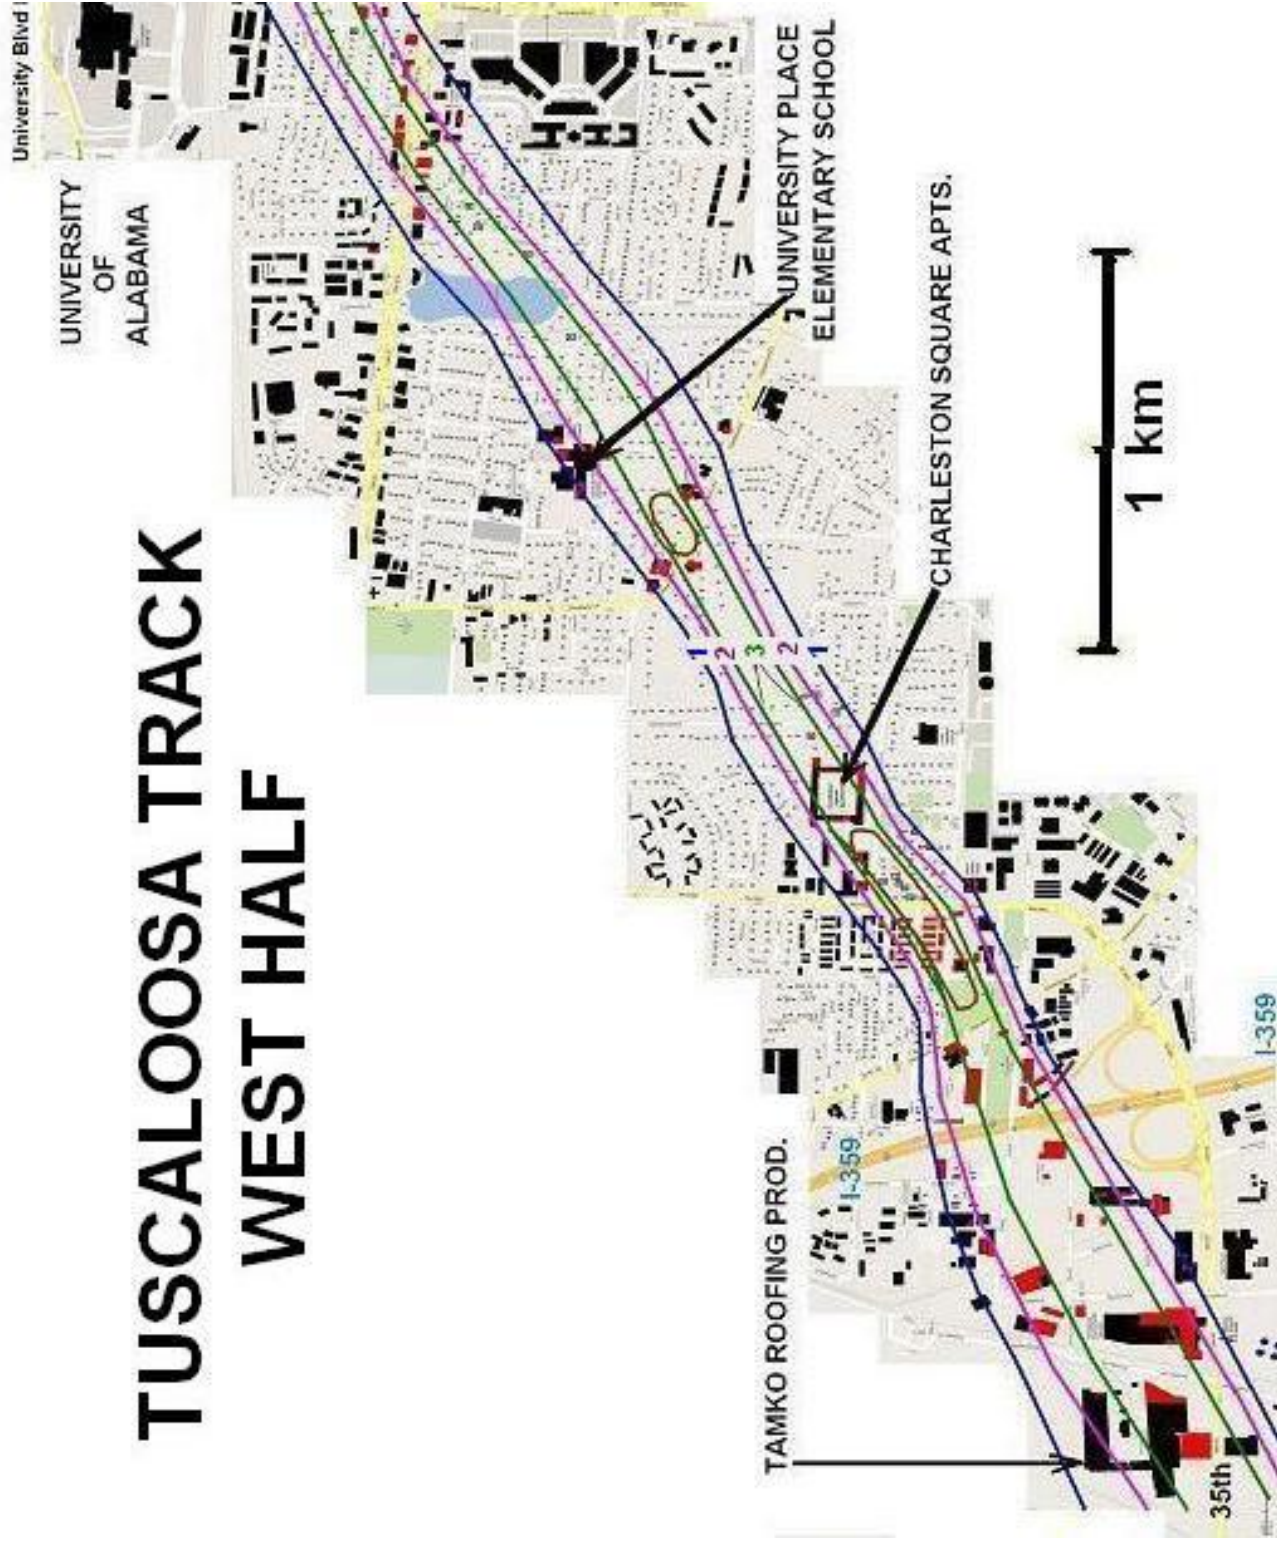 TUSCALOOSA TRACK
WEST HALF
University Blvd
UNIVERSITY
OF
ALABAMA
UNIVERSITY PLACE
ELEMENTARY SCHOOL
CHARLESTON SQUARE APTS.
1 km
1
2
3
2
1
TAMKO ROOFING PROD.
I-359
I-359
35th